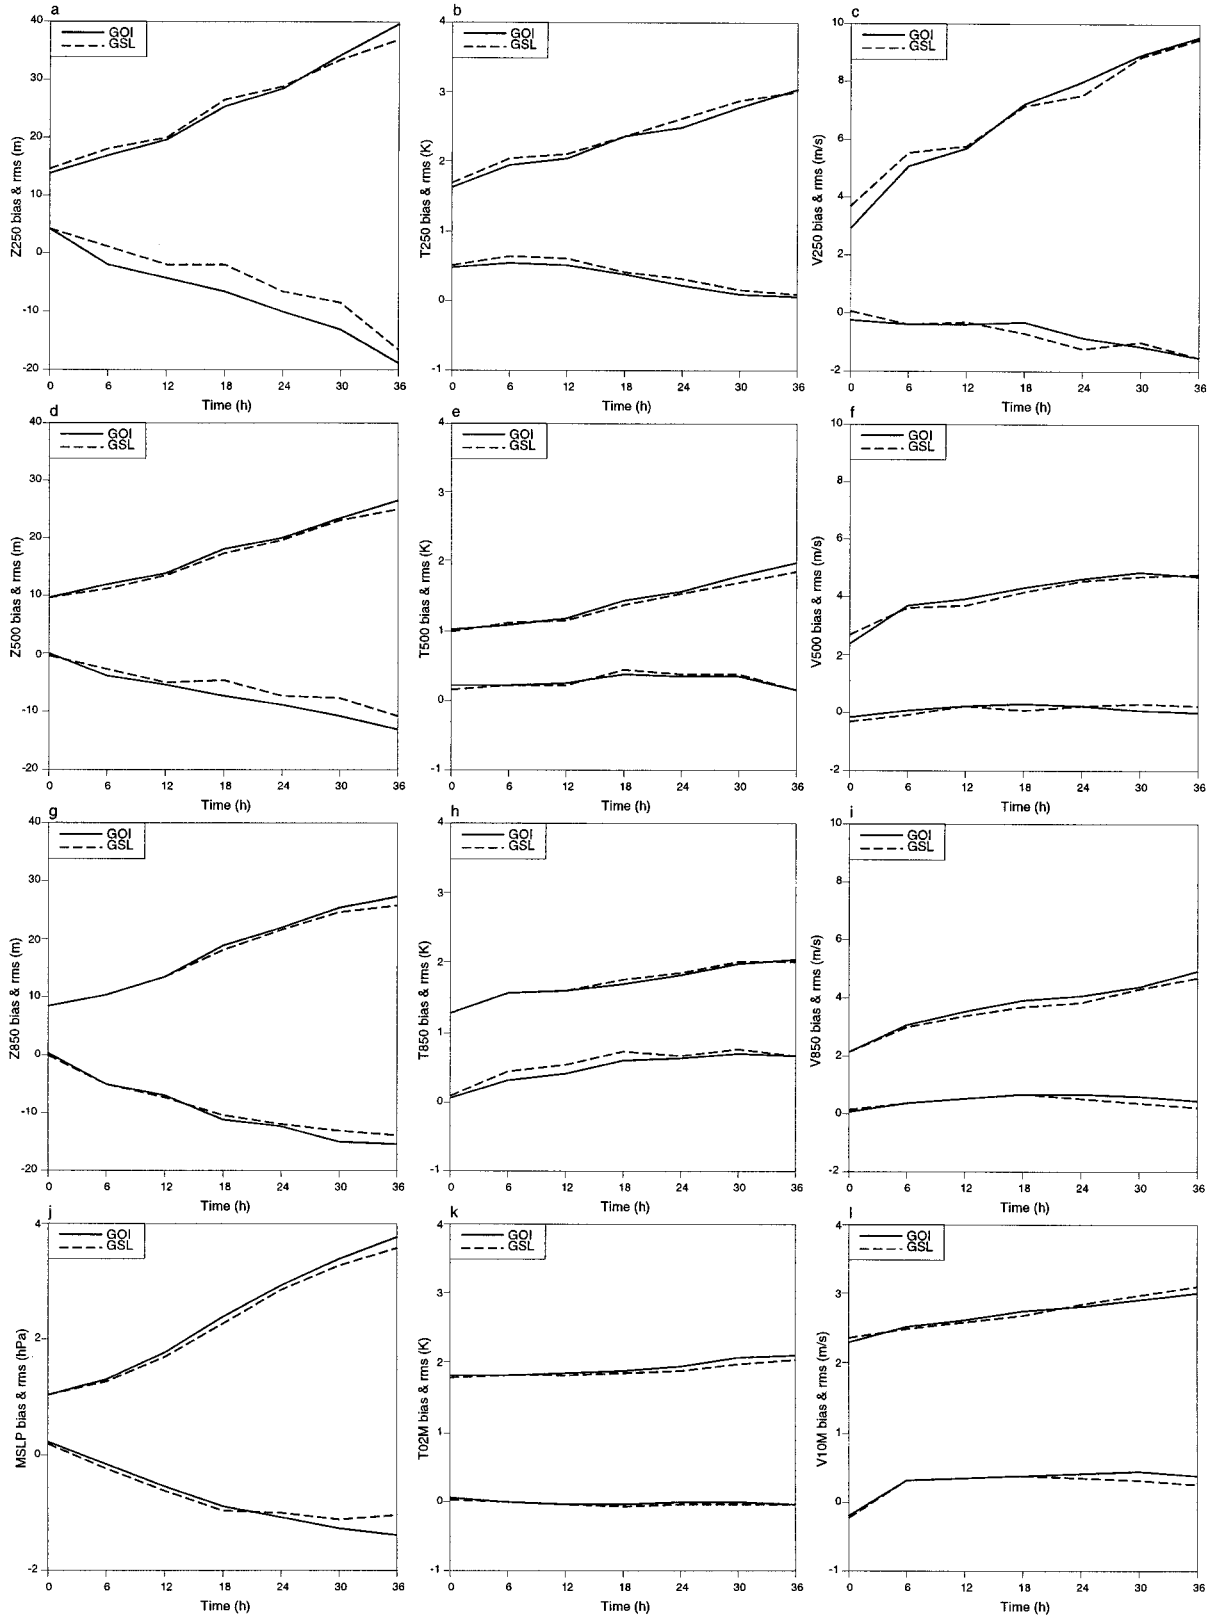 a
GOI
GSL
Z250 bias & rms (m)
40
30
20
10
0
-10
-20
0 6 12 18 24 30 36
Time (h)
b
GOI
GSL
T250 bias & rms (K)
4
3
2
1
0
-1
0 6 12 18 24 30 36
Time (h)
c
GOI
GSL
V250 bias & rms (m/s)
10
8
6
4
2
0
-2
0 6 12 18 24 30 36
Time (h)
d
GOI
GSL
Z500 bias & rms (m)
40
30
20
10
0
-10
-20
0 6 12 18 24 30 36
Time (h)
e
GOI
GSL
T500 bias & rms (K)
4
3
2
1
0
-1
0 6 12 18 24 30 36
Time (h)
f
GOI
GSL
V500 bias & rms (m/s)
10
8
6
4
2
0
-2
0 6 12 18 24 30 36
Time (h)
g
GOI
GSL
Z850 bias & rms (m)
40
30
20
10
0
-10
-20
0 6 12 18 24 30 36
Time (h)
h
GOI
GSL
T850 bias & rms (K)
4
3
2
1
0
-1
0 6 12 18 24 30 36
Time (h)
i
GOI
GSL
V850 bias & rms (m/s)
10
8
6
4
2
0
-2
0 6 12 18 24 30 36
Time (h)
j
GOI
GSL
MSLP bias & rms (hPa)
4
2
0
-2
0 6 12 18 24 30 36
Time (h)
k
GOI
GSL
T02M bias & rms (K)
4
3
2
1
0
-1
0 6 12 18 24 30 36
Time (h)
l
GOI
GSL
V10M bias & rms (m/s)
4
3
2
1
0
-1
0 6 12 18 24 30 36
Time (h)